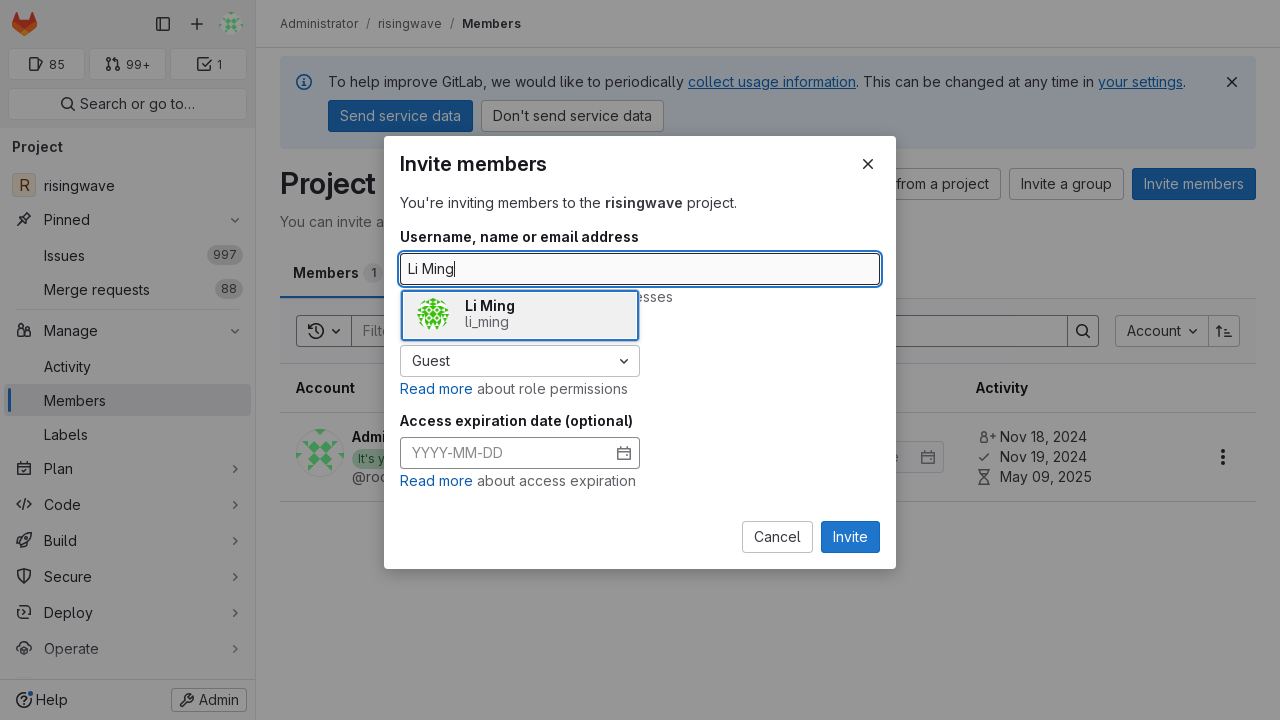 Administrator / risingwave / Members
85
99+
1
Search or go to…
To help improve GitLab, we would like to periodically collect usage information. This can be changed at any time in your settings.
Send service data
Don't send service data
Project
risingwave
R
Pinned
Issues 997
Merge requests 88
Manage
Activity
Members
Labels
Plan
Code
Build
Secure
Deploy
Operate
Help
Admin
Project
from a project
Invite a group
Invite members
You can invite a
Members 1
Filte
Account
Account
Activity
Admi
It's y
@roo
e
Nov 18, 2024
Nov 19, 2024
May 09, 2025
Invite members
You're inviting members to the risingwave project.
Username, name or email address
Li Ming
esses
Li Ming
li_ming
Guest
Read more about role permissions
Access expiration date (optional)
YYYY-MM-DD
Read more about access expiration
Cancel
Invite